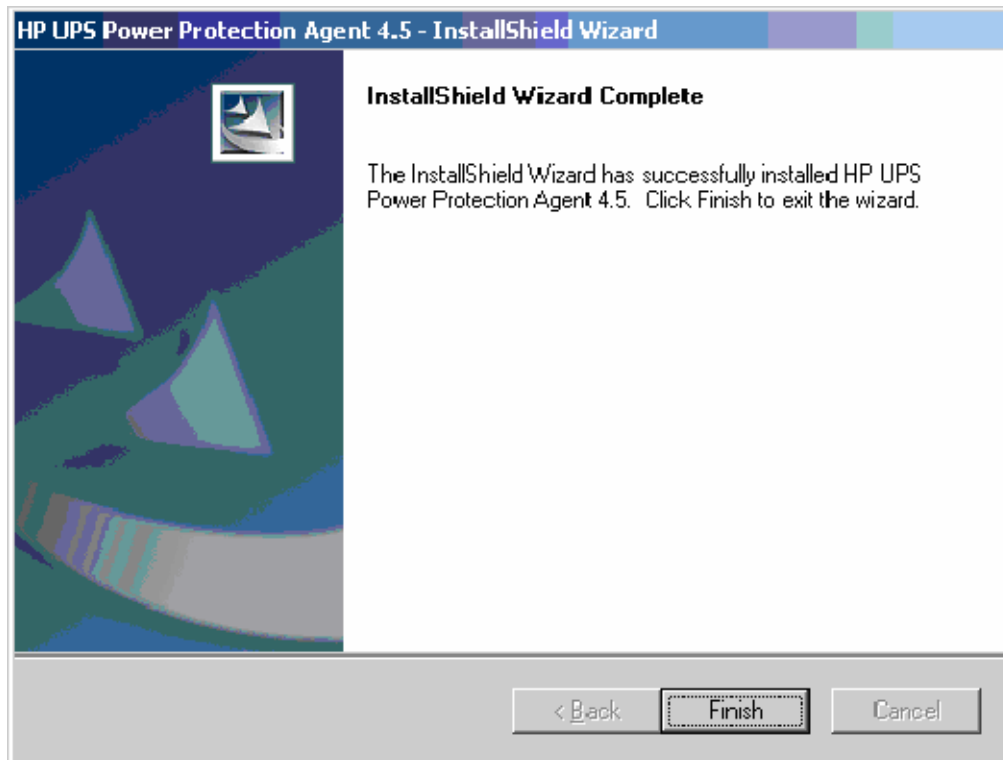 HP UPS Power Protection Agent 4.5 - InstallShield Wizard
InstallShield Wizard Complete
The InstallShield Wizard has successfully installed HP UPS
Power Protection Agent 4.5. Click Finish to exit the wizard.
< Back
Finish
Cancel